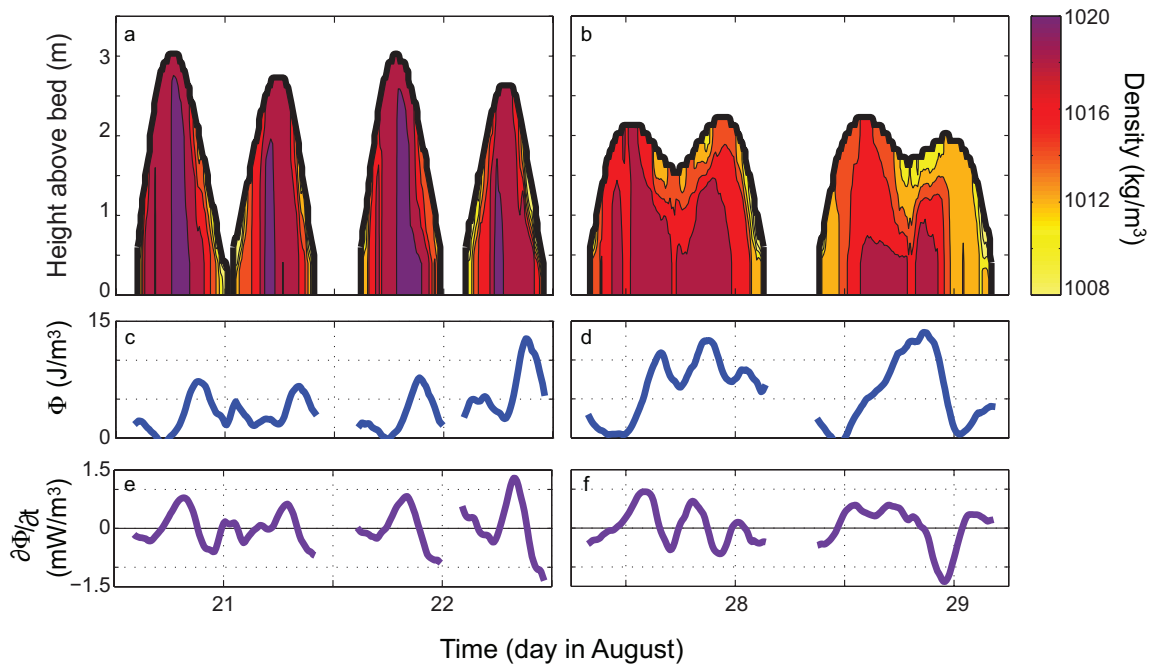 a
b
Height above bed (m)
3
2
1
0
1020
1016
1012
1008
Density (kg/m³)
c
d
Φ (J/m³)
15
0
e
f
∂Φ/∂t
(mW/m³)
1.5
0
−1.5
21
22
28
29
Time (day in August)